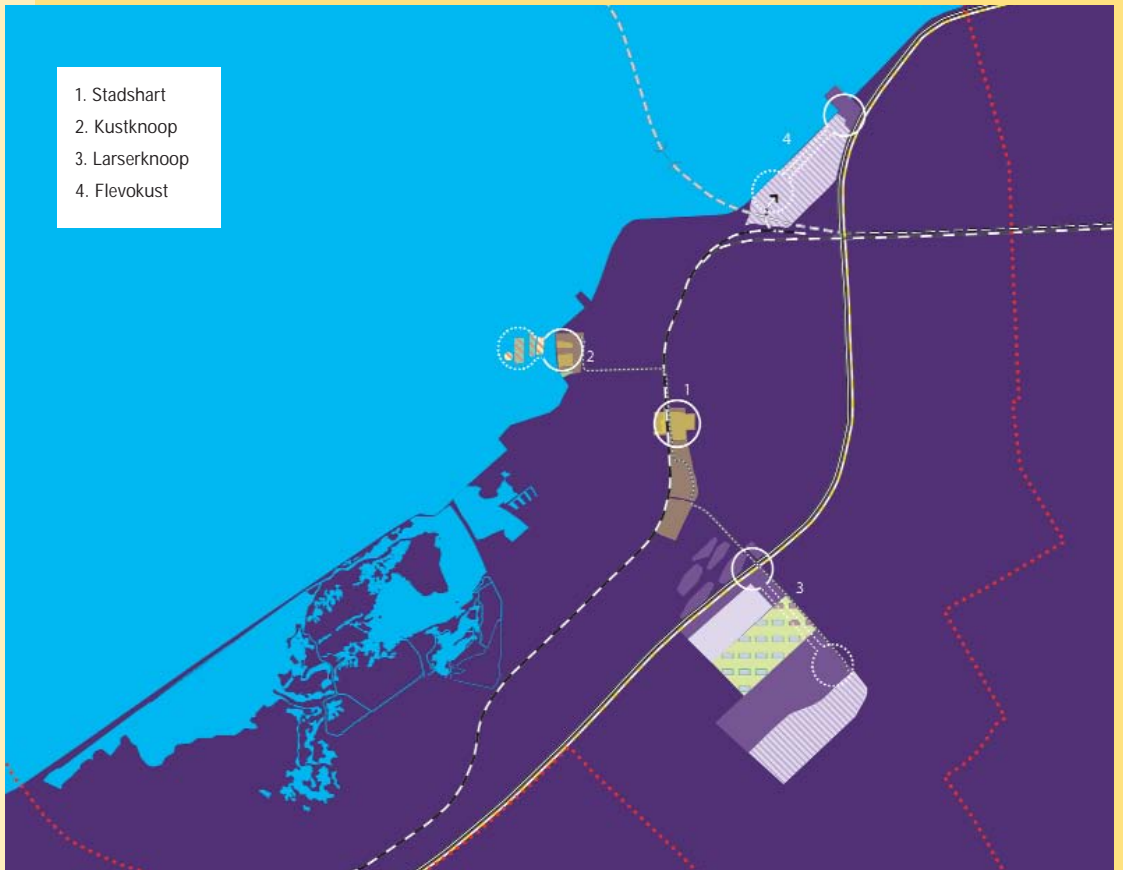 1. Stadshart
2. Kustknoop
3. Larserknoop
4. Flevokust
4
2
1
3